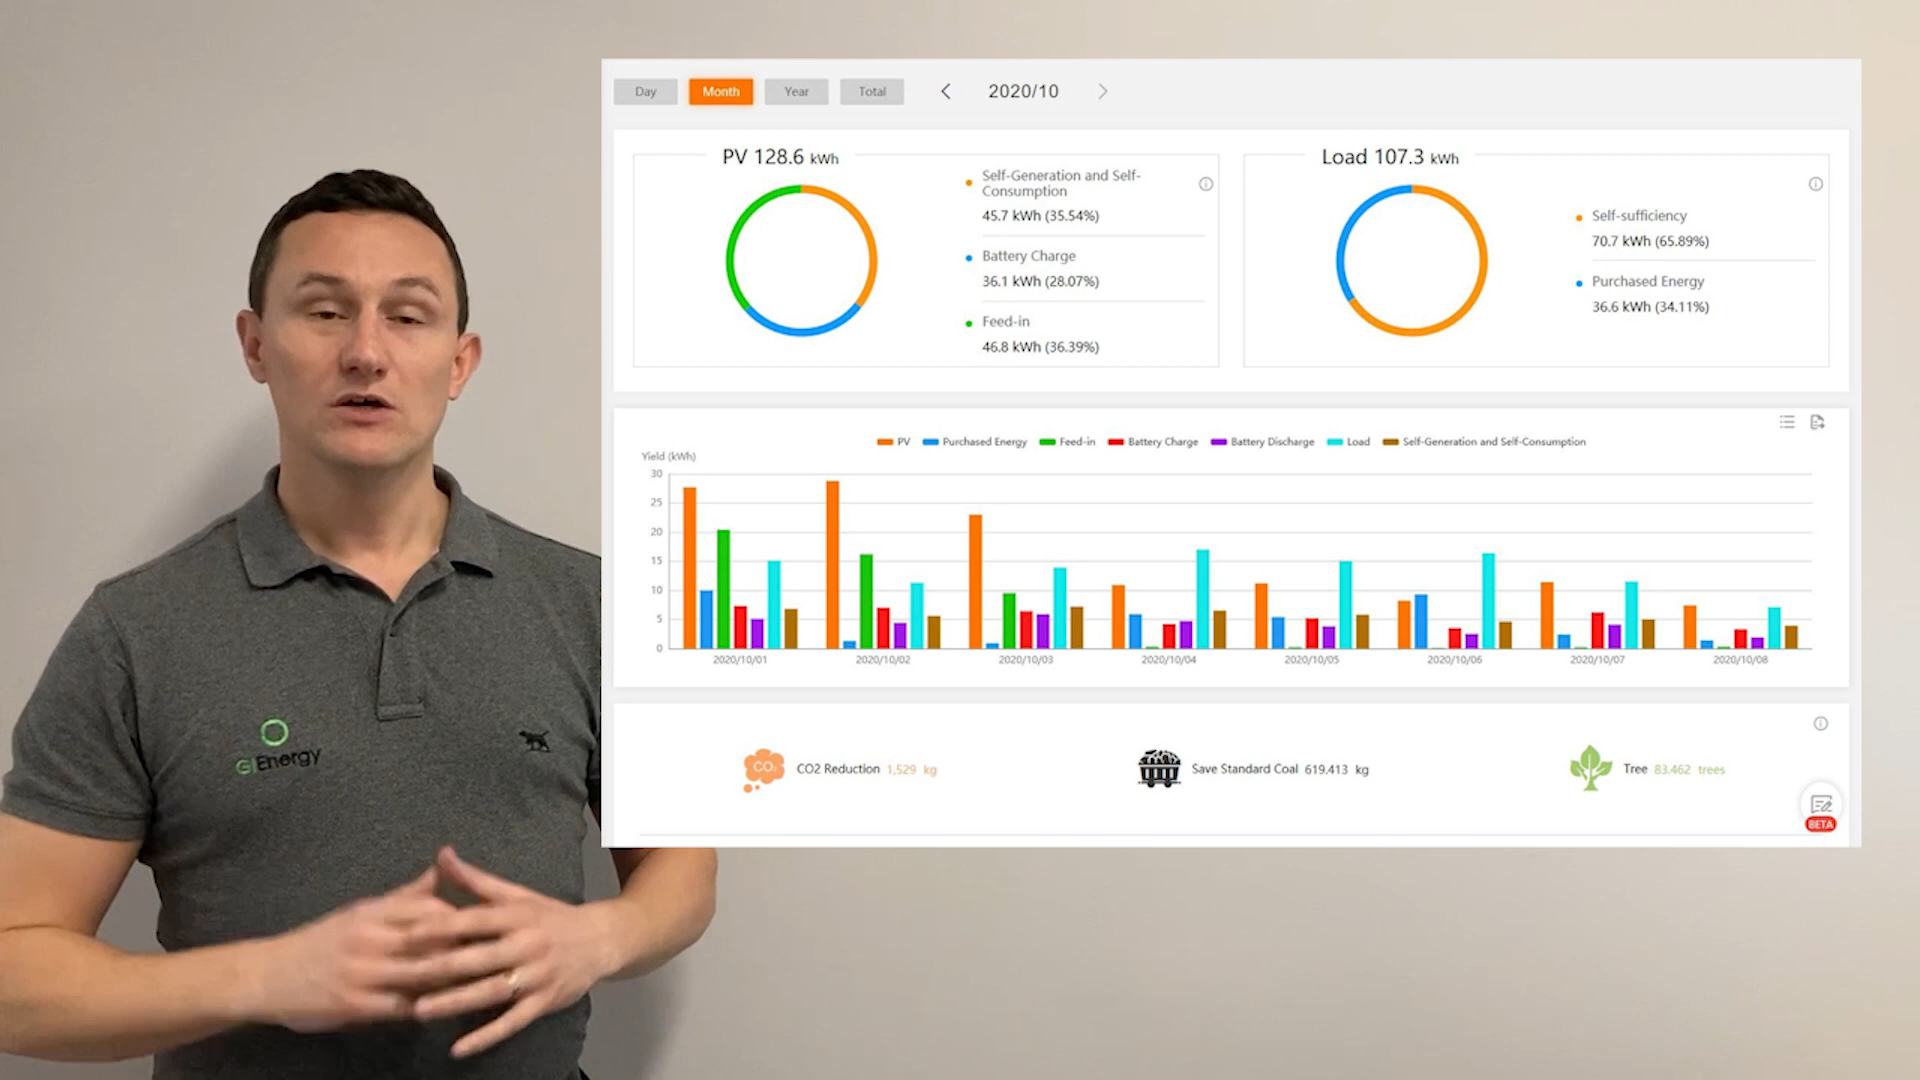 Day Month Year Total 2020/10
PV 128.6 kWh
Self-Generation and Self-
Consumption
45.7 kWh (35.54%)
Battery Charge
36.1 kWh (28.07%)
Feed-in
46.8 kWh (36.39%)
Load 107.3 kWh
Self-sufficiency
70.7 kWh (65.89%)
Purchased Energy
36.6 kWh (34.11%)
PV Purchased Energy Feed-in Battery Charge Battery Discharge Load Self-Generation and Self-Consumption
Yield (kWh)
30
25
20
15
10
5
0
2020/10/01 2020/10/02 2020/10/03 2020/10/04 2020/10/05 2020/10/06 2020/10/07 2020/10/08
CO2 CO2 Reduction 1,529 kg
Save Standard Coal 619.413 kg
Tree 83.462 trees
BETA
GI Energy